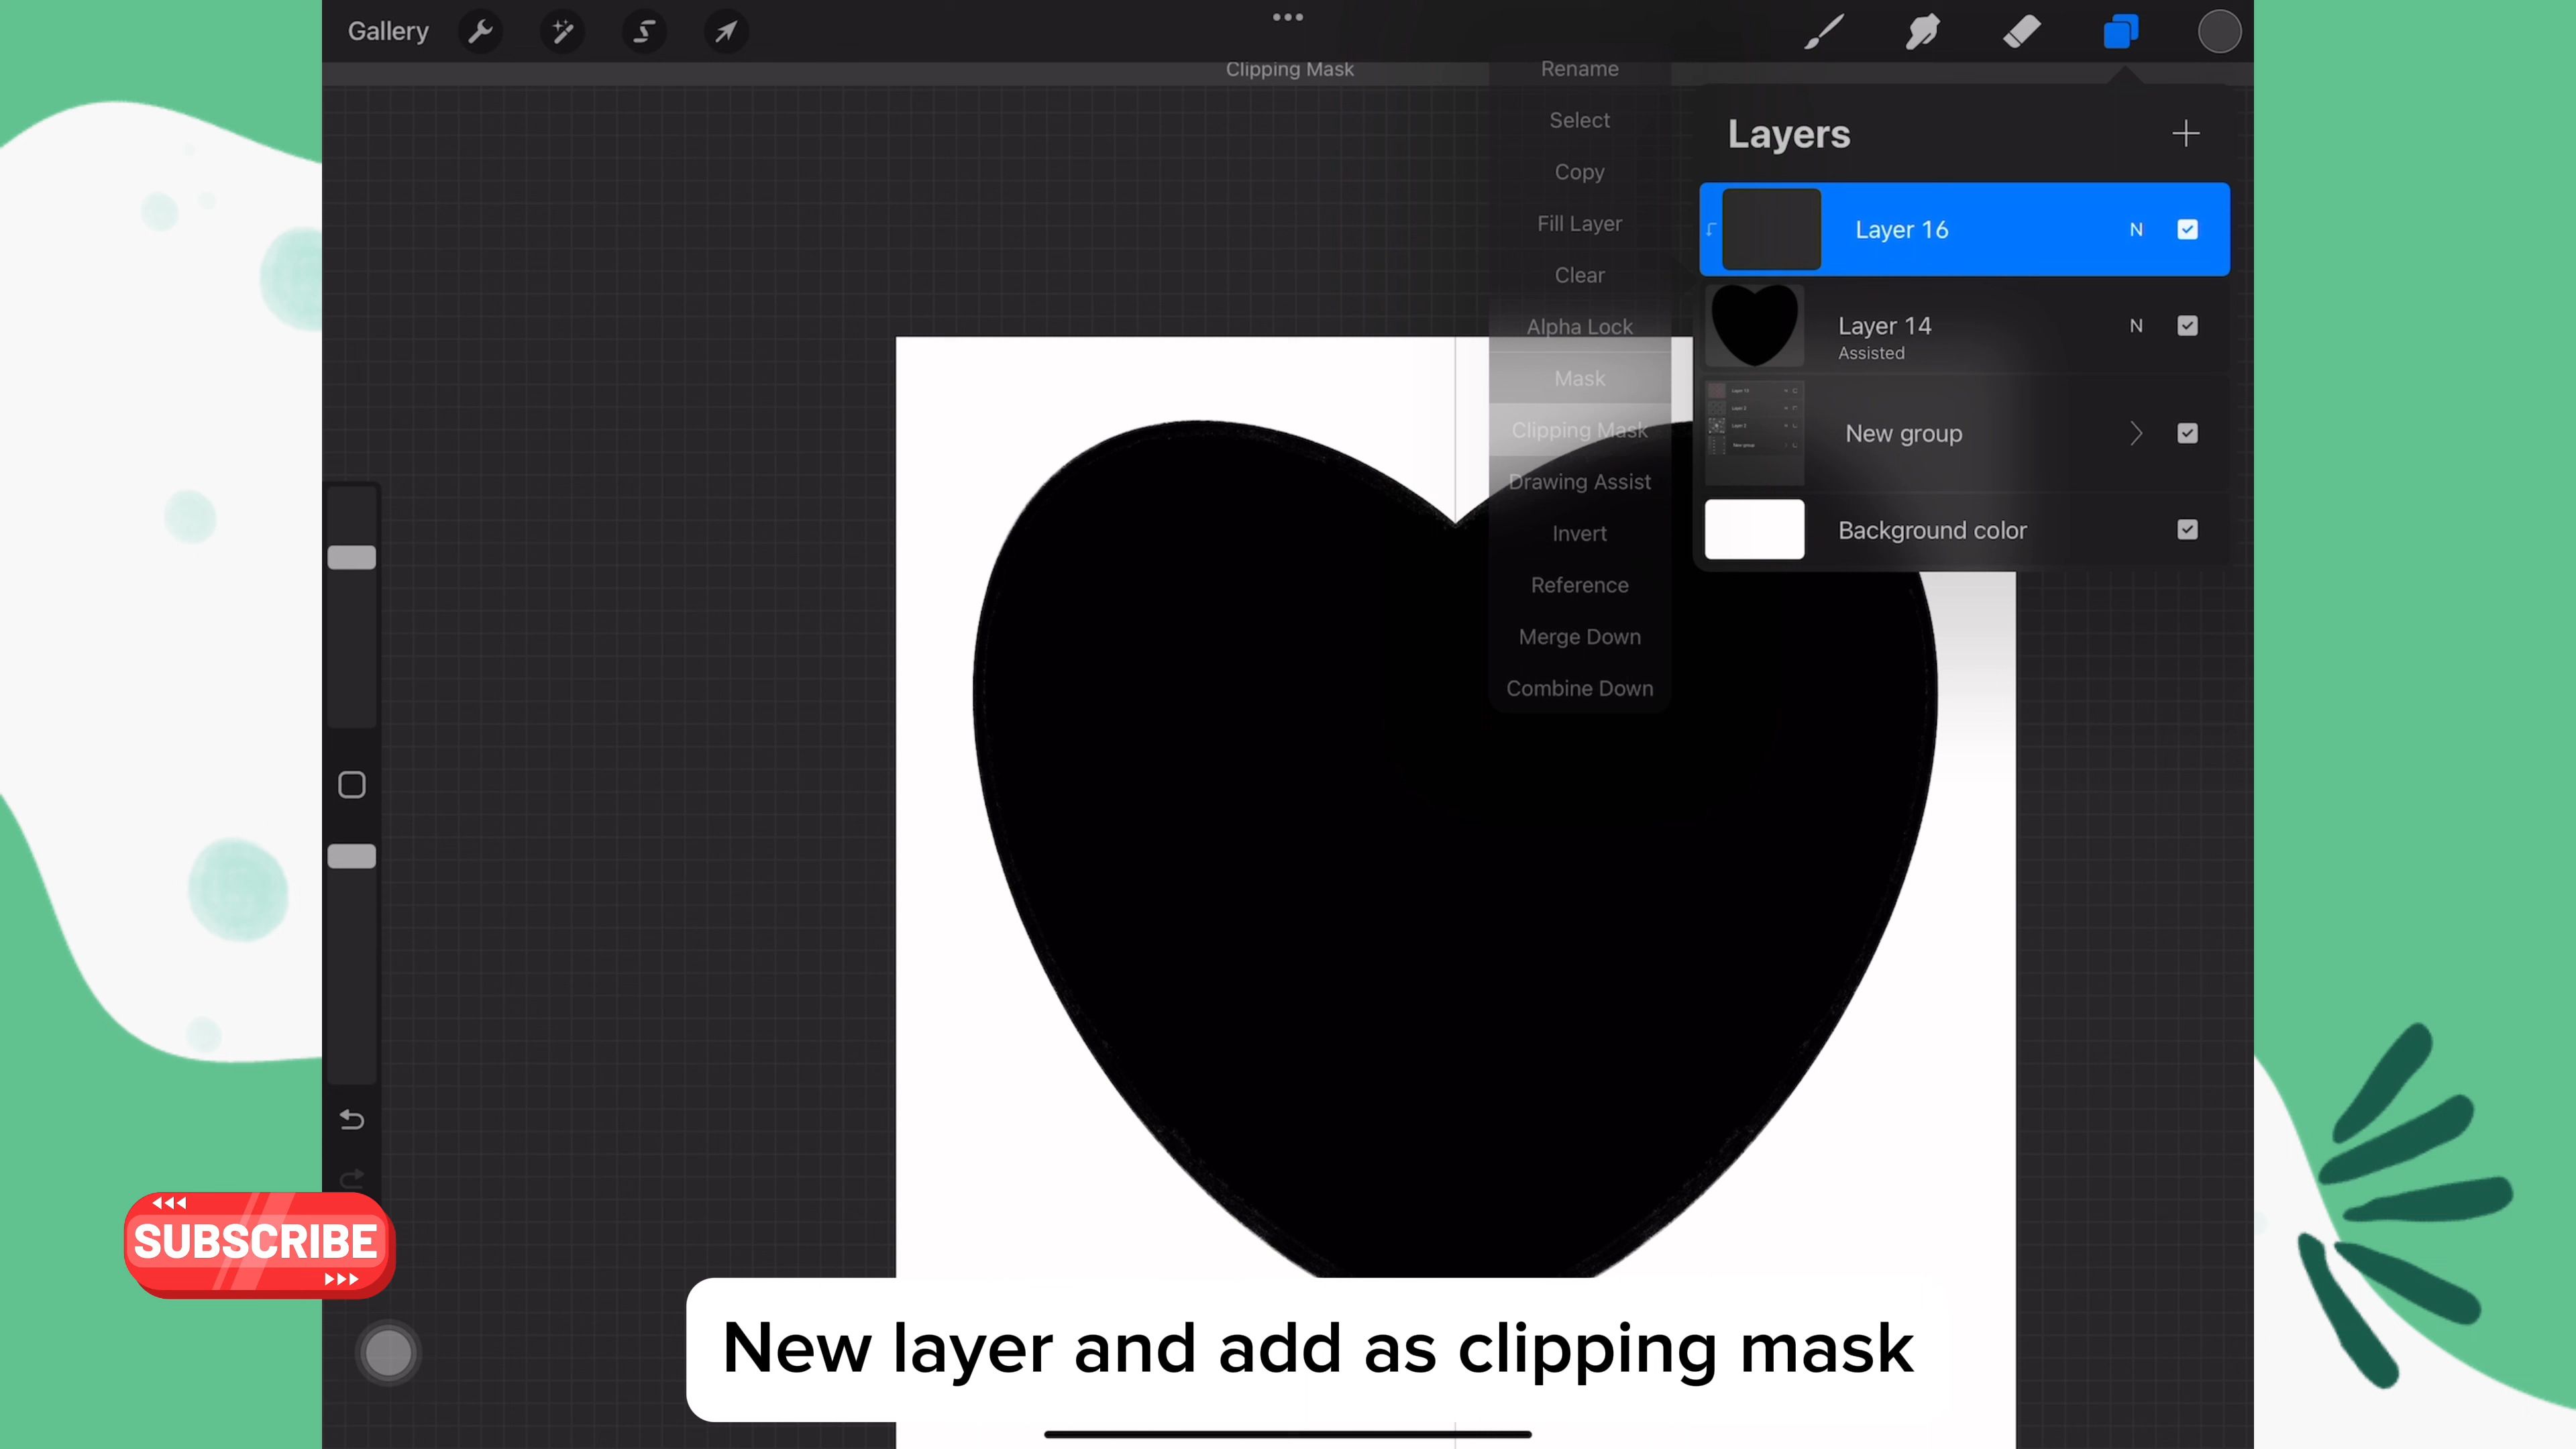 Gallery
Clipping Mask
Rename
Select
Copy
Fill Layer
Clear
Alpha Lock
Mask
Clipping Mask
Drawing Assist
Invert
Reference
Merge Down
Combine Down
Layers
Layer 16 N
Layer 14 N
Assisted
New group
Background color
SUBSCRIBE
New layer and add as clipping mask